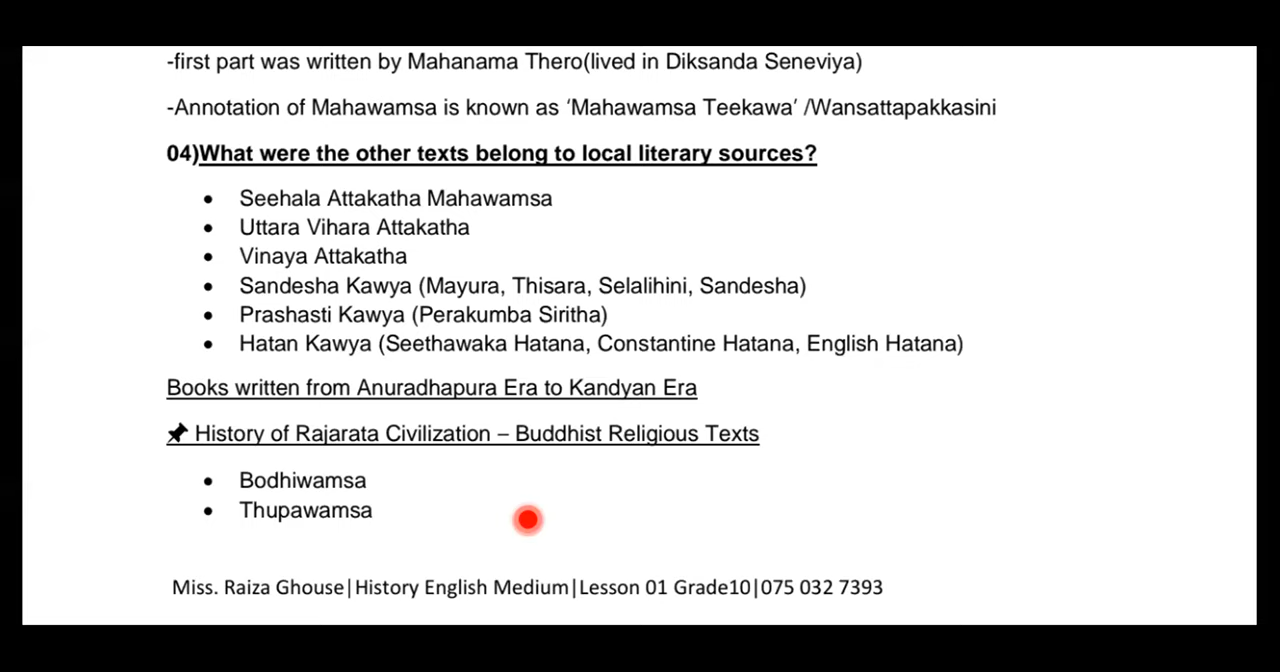 -first part was written by Mahanama Thero(lived in Diksanda Seneviya)
-Annotation of Mahawamsa is known as ‘Mahawamsa Teekawa’ /Wansattapakkasini
04)What were the other texts belong to local literary sources?
• Seehala Attakatha Mahawamsa
• Uttara Vihara Attakatha
• Vinaya Attakatha
• Sandesha Kawya (Mayura, Thisara, Selalihini, Sandesha)
• Prashasti Kawya (Perakumba Siritha)
• Hatan Kawya (Seethawaka Hatana, Constantine Hatana, English Hatana)
Books written from Anuradhapura Era to Kandyan Era
History of Rajarata Civilization – Buddhist Religious Texts
• Bodhiwamsa
• Thupawamsa
Miss. Raiza Ghouse|History English Medium|Lesson 01 Grade10|075 032 7393